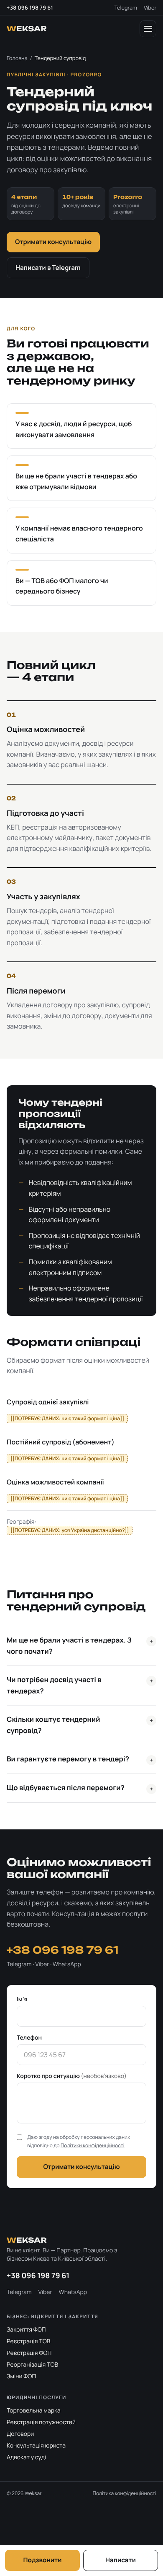 +38 096 198 79 61
Telegram Viber
WEKSAR
Головна / Тендерний супровід
ПУБЛІЧНІ ЗАКУПІВЛІ · PROZORRO
Тендерний
супровід під ключ
Для молодих і середніх компаній, які мають
ресурси працювати з державою, але не
мають тендерного відділу. Повний цикл:
від оцінки можливостей до виконання
договору про закупівлю.
4 етапи
від оцінки до
договору
10+ років
досвіду команди
Prozorro
електронні
закупівлі
Отримати консультацію
Написати в Telegram
ДЛЯ КОГО
Ви готові працювати
з державою,
але ще не на
тендерному ринку
У вас є досвід, люди й ресурси, щоб
виконувати замовлення
Ви ще не брали участі в тендерах або
вже отримували відмови
У компанії немає власного тендерного
спеціаліста
Ви — ТОВ або ФОП малого чи
середнього бізнесу
Повний цикл
— 4 етапи
01
Оцінка можливостей
Аналізуємо документи, досвід і ресурси
компанії. Визначаємо, у яких закупівлях і в яких
замовників у вас реальні шанси.
02
Підготовка до участі
КЕП, реєстрація на авторизованому
електронному майданчику, пакет документів
для підтвердження кваліфікаційних критеріїв.
03
Участь у закупівлях
Пошук тендерів, аналіз тендерної
документації, підготовка і подання тендерної
пропозиції, забезпечення тендерної
пропозиції.
04
Після перемоги
Укладення договору про закупівлю, супровід
виконання, зміни до договору, документи для
замовника.
Чому тендерні
пропозиції
відхиляють
Пропозицію можуть відхилити не через
ціну, а через формальні помилки. Саме
їх ми прибираємо до подання:
— Невідповідність кваліфікаційним
критеріям
— Відсутні або неправильно
оформлені документи
— Пропозиція не відповідає технічній
специфікації
— Помилки з кваліфікованим
електронним підписом
— Неправильно оформлене
забезпечення тендерної пропозиції
Формати співпраці
Обираємо формат після оцінки можливостей
компанії.
Супровід однієї закупівлі
[[ПОТРЕБУЄ ДАНИХ: чи є такий формат і ціна]]
Постійний супровід (абонемент)
[[ПОТРЕБУЄ ДАНИХ: чи є такий формат і ціна]]
Оцінка можливостей компанії
[[ПОТРЕБУЄ ДАНИХ: чи є такий формат і ціна]]
Географія:
[[ПОТРЕБУЄ ДАНИХ: уся Україна дистанційно?]]
Питання про
тендерний супровід
Ми ще не брали участі в тендерах. З
чого почати?
+
Чи потрібен досвід участі в
тендерах?
+
Скільки коштує тендерний
супровід?
+
Ви гарантуєте перемогу в тендері?
+
Що відбувається після перемоги?
+
Оцінимо можливості
вашої компанії
Залиште телефон — розпитаємо про компанію,
досвід і ресурси, і скажемо, з яких закупівель
варто почати. Консультація в межах послуги
безкоштовна.
+38 096 198 79 61
Telegram · Viber · WhatsApp
Ім'я
Телефон
096 123 45 67
Коротко про ситуацію (необов'язково)
Даю згоду на обробку персональних даних
відповідно до Політики конфіденційності
Отримати консультацію
WEKSAR
Ви не клієнт. Ви — Партнер. Працюємо з
бізнесом Києва та Київської області.
+38 096 198 79 61
Telegram Viber WhatsApp
БІЗНЕС: ВІДКРИТТЯ І ЗАКРИТТЯ
Закриття ФОП
Реєстрація ТОВ
Реєстрація ФОП
Реорганізація ТОВ
Зміни ФОП
ЮРИДИЧНІ ПОСЛУГИ
Торговельна марка
Реєстрація потужностей
Договори
Консультація юриста
Адвокат у суді
© 2026 Weksar
Політика конфіденційності
Подзвонити
Написати